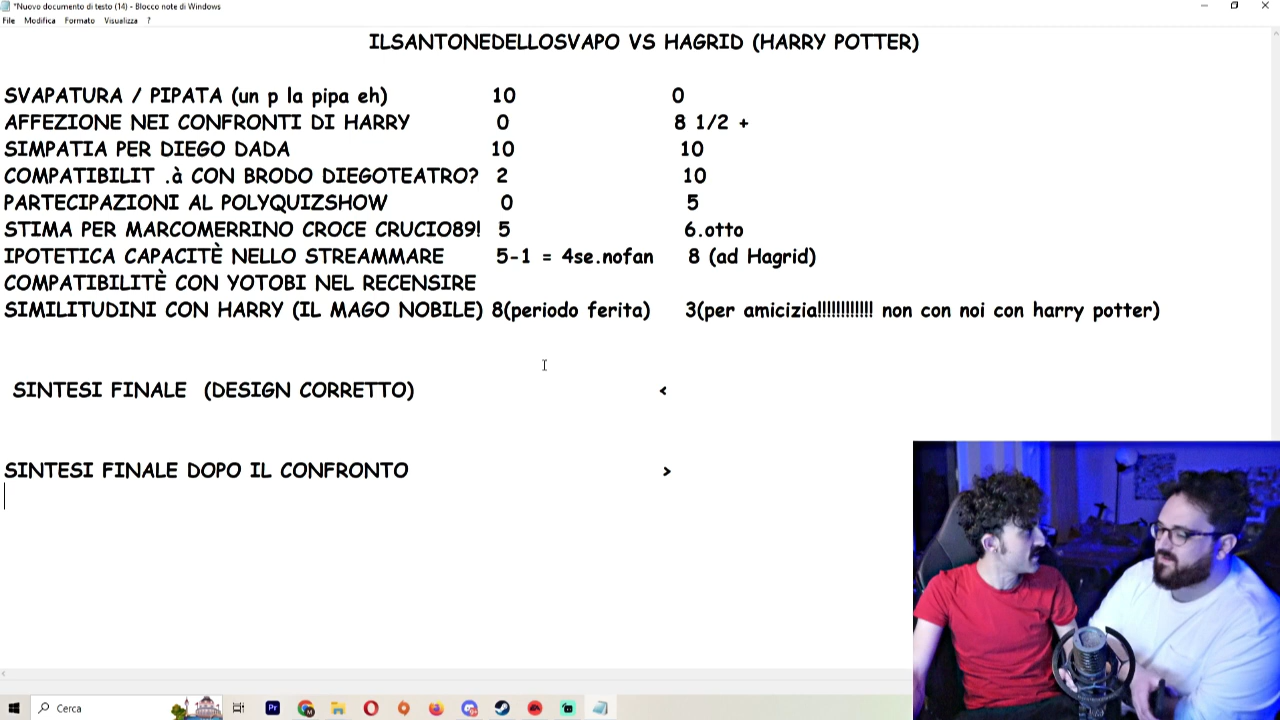 *Nuovo documento di testo (14) - Blocco note di Windows
File Modifica Formato Visualizza ?
ILSANTONEDELLOSVAPO VS HAGRID (HARRY POTTER)
SVAPATURA / PIPATA (un p la pipa eh) 10 0
AFFEZIONE NEI CONFRONTI DI HARRY 0 8 1/2 +
SIMPATIA PER DIEGO DADA 10 10
COMPATIBILIT .à CON BRODO DIEGOTEATRO? 2 10
PARTECIPAZIONI AL POLYQUIZSHOW 0 5
STIMA PER MARCOMERRINO CROCE CRUCIO89! 5 6.otto
IPOTETICA CAPACITÈ NELLO STREAMMARE 5-1 = 4se.nofan 8 (ad Hagrid)
COMPATIBILITÈ CON YOTOBI NEL RECENSIRE
SIMILITUDINI CON HARRY (IL MAGO NOBILE) 8(periodo ferita) 3(per amicizia!!!!!!!!!!!! non con noi con harry potter)
SINTESI FINALE (DESIGN CORRETTO) <
SINTESI FINALE DOPO IL CONFRONTO >
Cerca
Pr